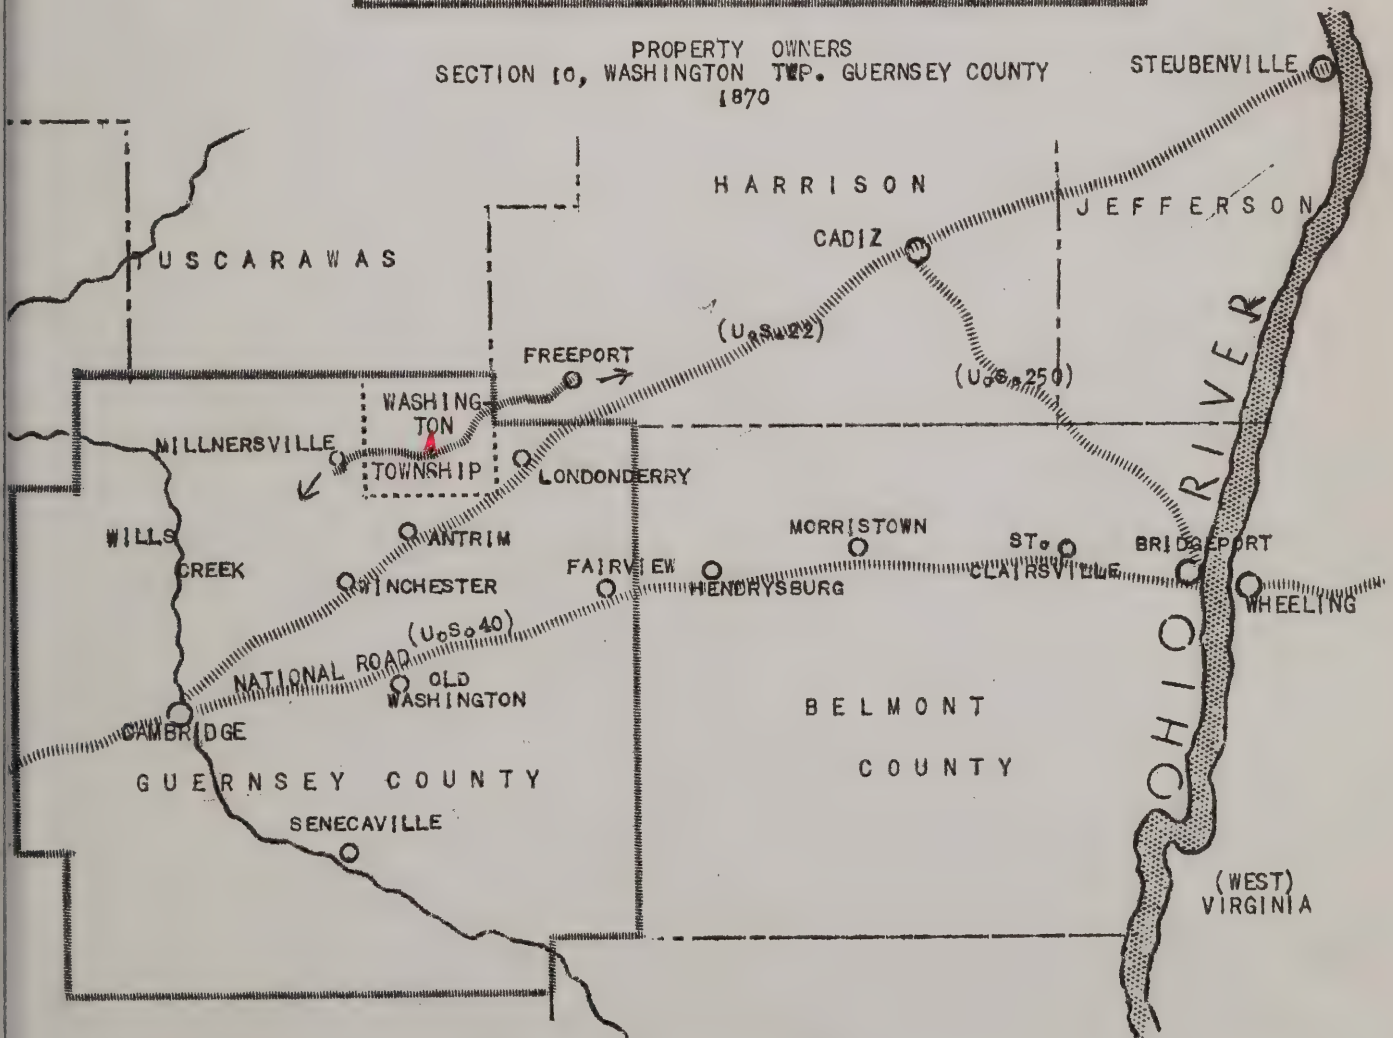 PROPERTY OWNERS
SECTION 10, WASHINGTON TWP. GUERNSEY COUNTY
1870
STEUBENVILLE
HARRISON
JEFFERSON
CADIZ
TUSCARAWAS
(U.S. 22)
FREEPORT
(U.S. 250)
WASHING-
TON
TOWNSHIP
MILLNERSVILLE
LONDONDERRY
WILLS
CREEK
ANTRIM
WINCHESTER
FAIRVIEW
HENDRYSBURG
MORRISTOWN
ST.
CLAIRSVILLE
BRIDGEPORT
WHEELING
OHIO RIVER
(U.S. 40)
NATIONAL ROAD
OLD
WASHINGTON
CAMBRIDGE
GUERNSEY COUNTY
BELMONT
COUNTY
SENECAVILLE
(WEST)
VIRGINIA